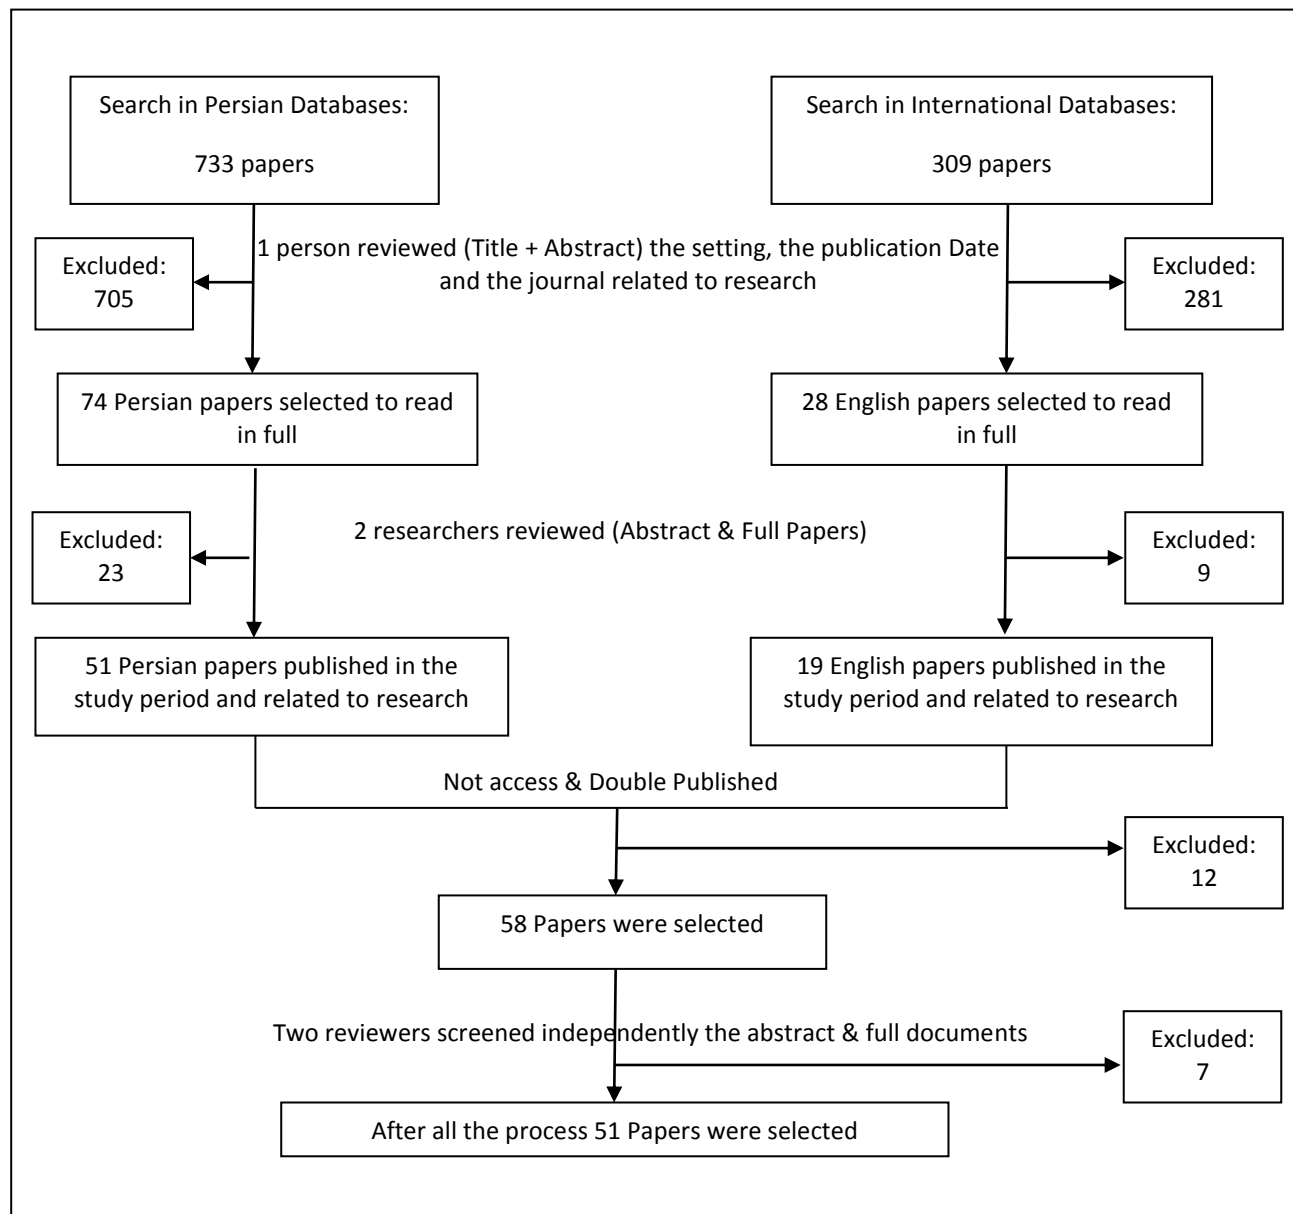 Search in Persian Databases:
733 papers
Search in International Databases:
309 papers
1 person reviewed (Title + Abstract) the setting, the publication Date
and the journal related to research
Excluded:
705
Excluded:
281
74 Persian papers selected to read
in full
28 English papers selected to read
in full
2 researchers reviewed (Abstract & Full Papers)
Excluded:
23
Excluded:
9
51 Persian papers published in the
study period and related to research
19 English papers published in the
study period and related to research
Not access & Double Published
Excluded:
12
58 Papers were selected
Two reviewers screened independently the abstract & full documents
Excluded:
7
After all the process 51 Papers were selected